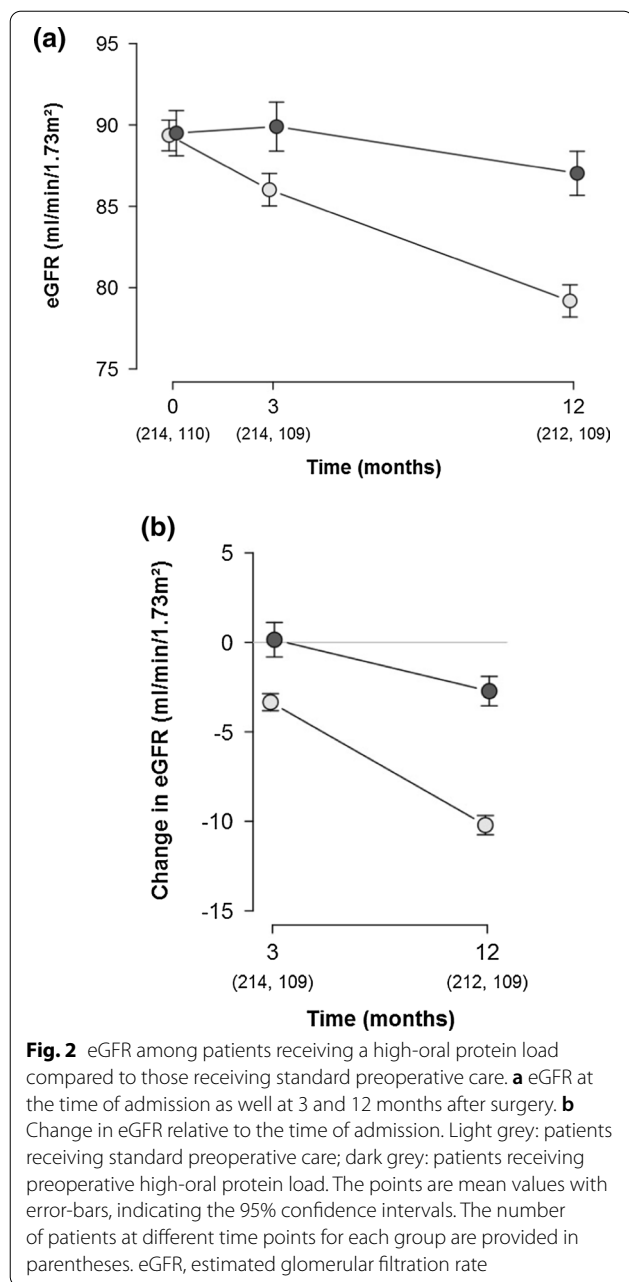 (a)
95
90
85
80
75
eGFR (ml/min/1.73m²)
0 3 12
(214, 110) (214, 109) (212, 109)
Time (months)
(b)
5
0
-5
-10
-15
Change in eGFR (ml/min/1.73m²)
3 12
(214, 109) (212, 109)
Time (months)
Fig. 2 eGFR among patients receiving a high-oral protein load
compared to those receiving standard preoperative care. a eGFR at
the time of admission as well at 3 and 12 months after surgery. b
Change in eGFR relative to the time of admission. Light grey: patients
receiving standard preoperative care; dark grey: patients receiving
preoperative high-oral protein load. The points are mean values with
error-bars, indicating the 95% confidence intervals. The number
of patients at different time points for each group are provided in
parentheses. eGFR, estimated glomerular filtration rate